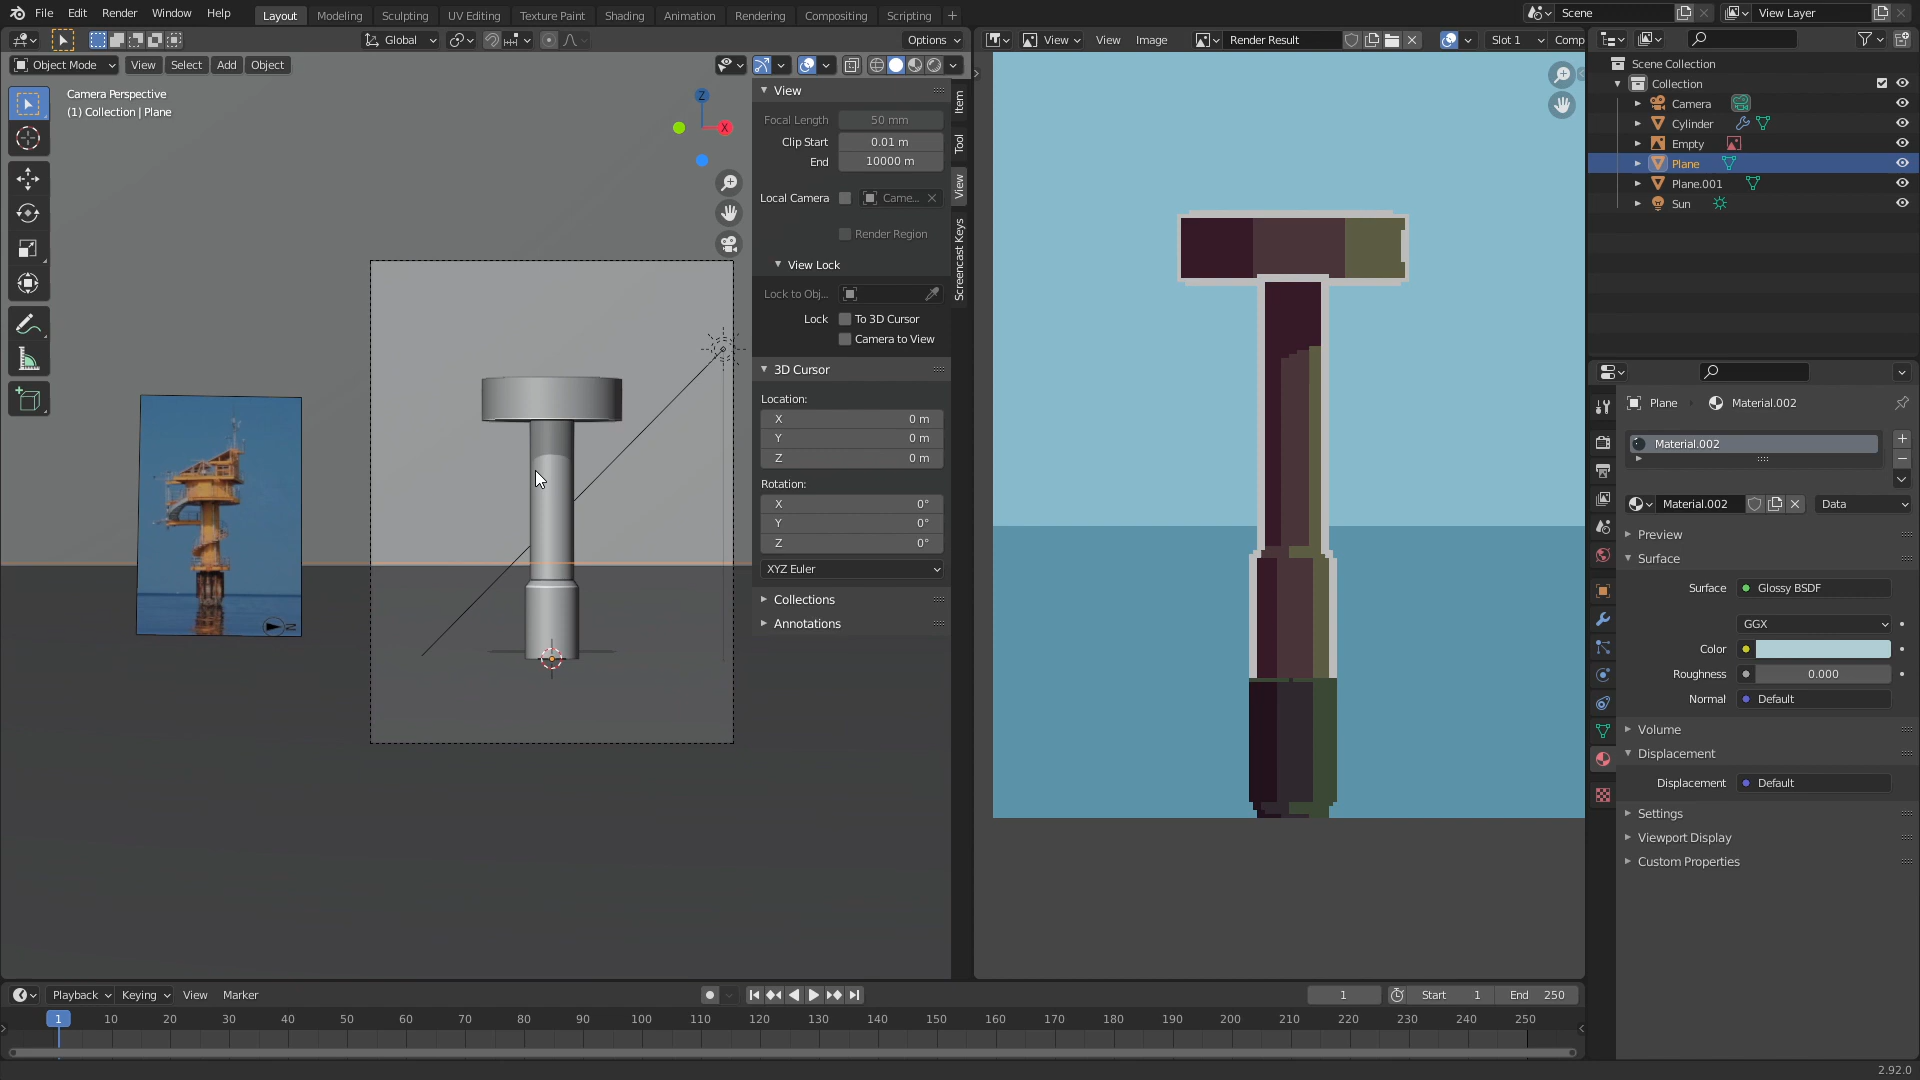 File Edit Render Window Help Layout Modeling Sculpting UV Editing Texture Paint Shading Animation Rendering Compositing Scripting + Scene View Layer
Global Options View View Image Render Result Slot 1 Comp
Object Mode View Select Add Object
Camera Perspective
(1) Collection | Plane
Z
X
View
Focal Length 50 mm
Clip Start 0.01 m
End 10000 m
Local Camera Came...
Render Region
View Lock
Lock to Obj...
Lock To 3D Cursor
Camera to View
3D Cursor
Location:
X 0 m
Y 0 m
Z 0 m
Rotation:
X 0°
Y 0°
Z 0°
XYZ Euler
Collections
Annotations
Item
Tool
View
Screencast Keys
Scene Collection
Collection
Camera
Cylinder
Empty
Plane
Plane.001
Sun
Plane Material.002
Material.002
Material.002 Data
Preview
Surface
Surface Glossy BSDF
GGX
Color
Roughness 0.000
Normal Default
Volume
Displacement
Displacement Default
Settings
Viewport Display
Custom Properties
Playback Keying View Marker 1 Start 1 End 250
1 10 20 30 40 50 60 70 80 90 100 110 120 130 140 150 160 170 180 190 200 210 220 230 240 250
2.92.0